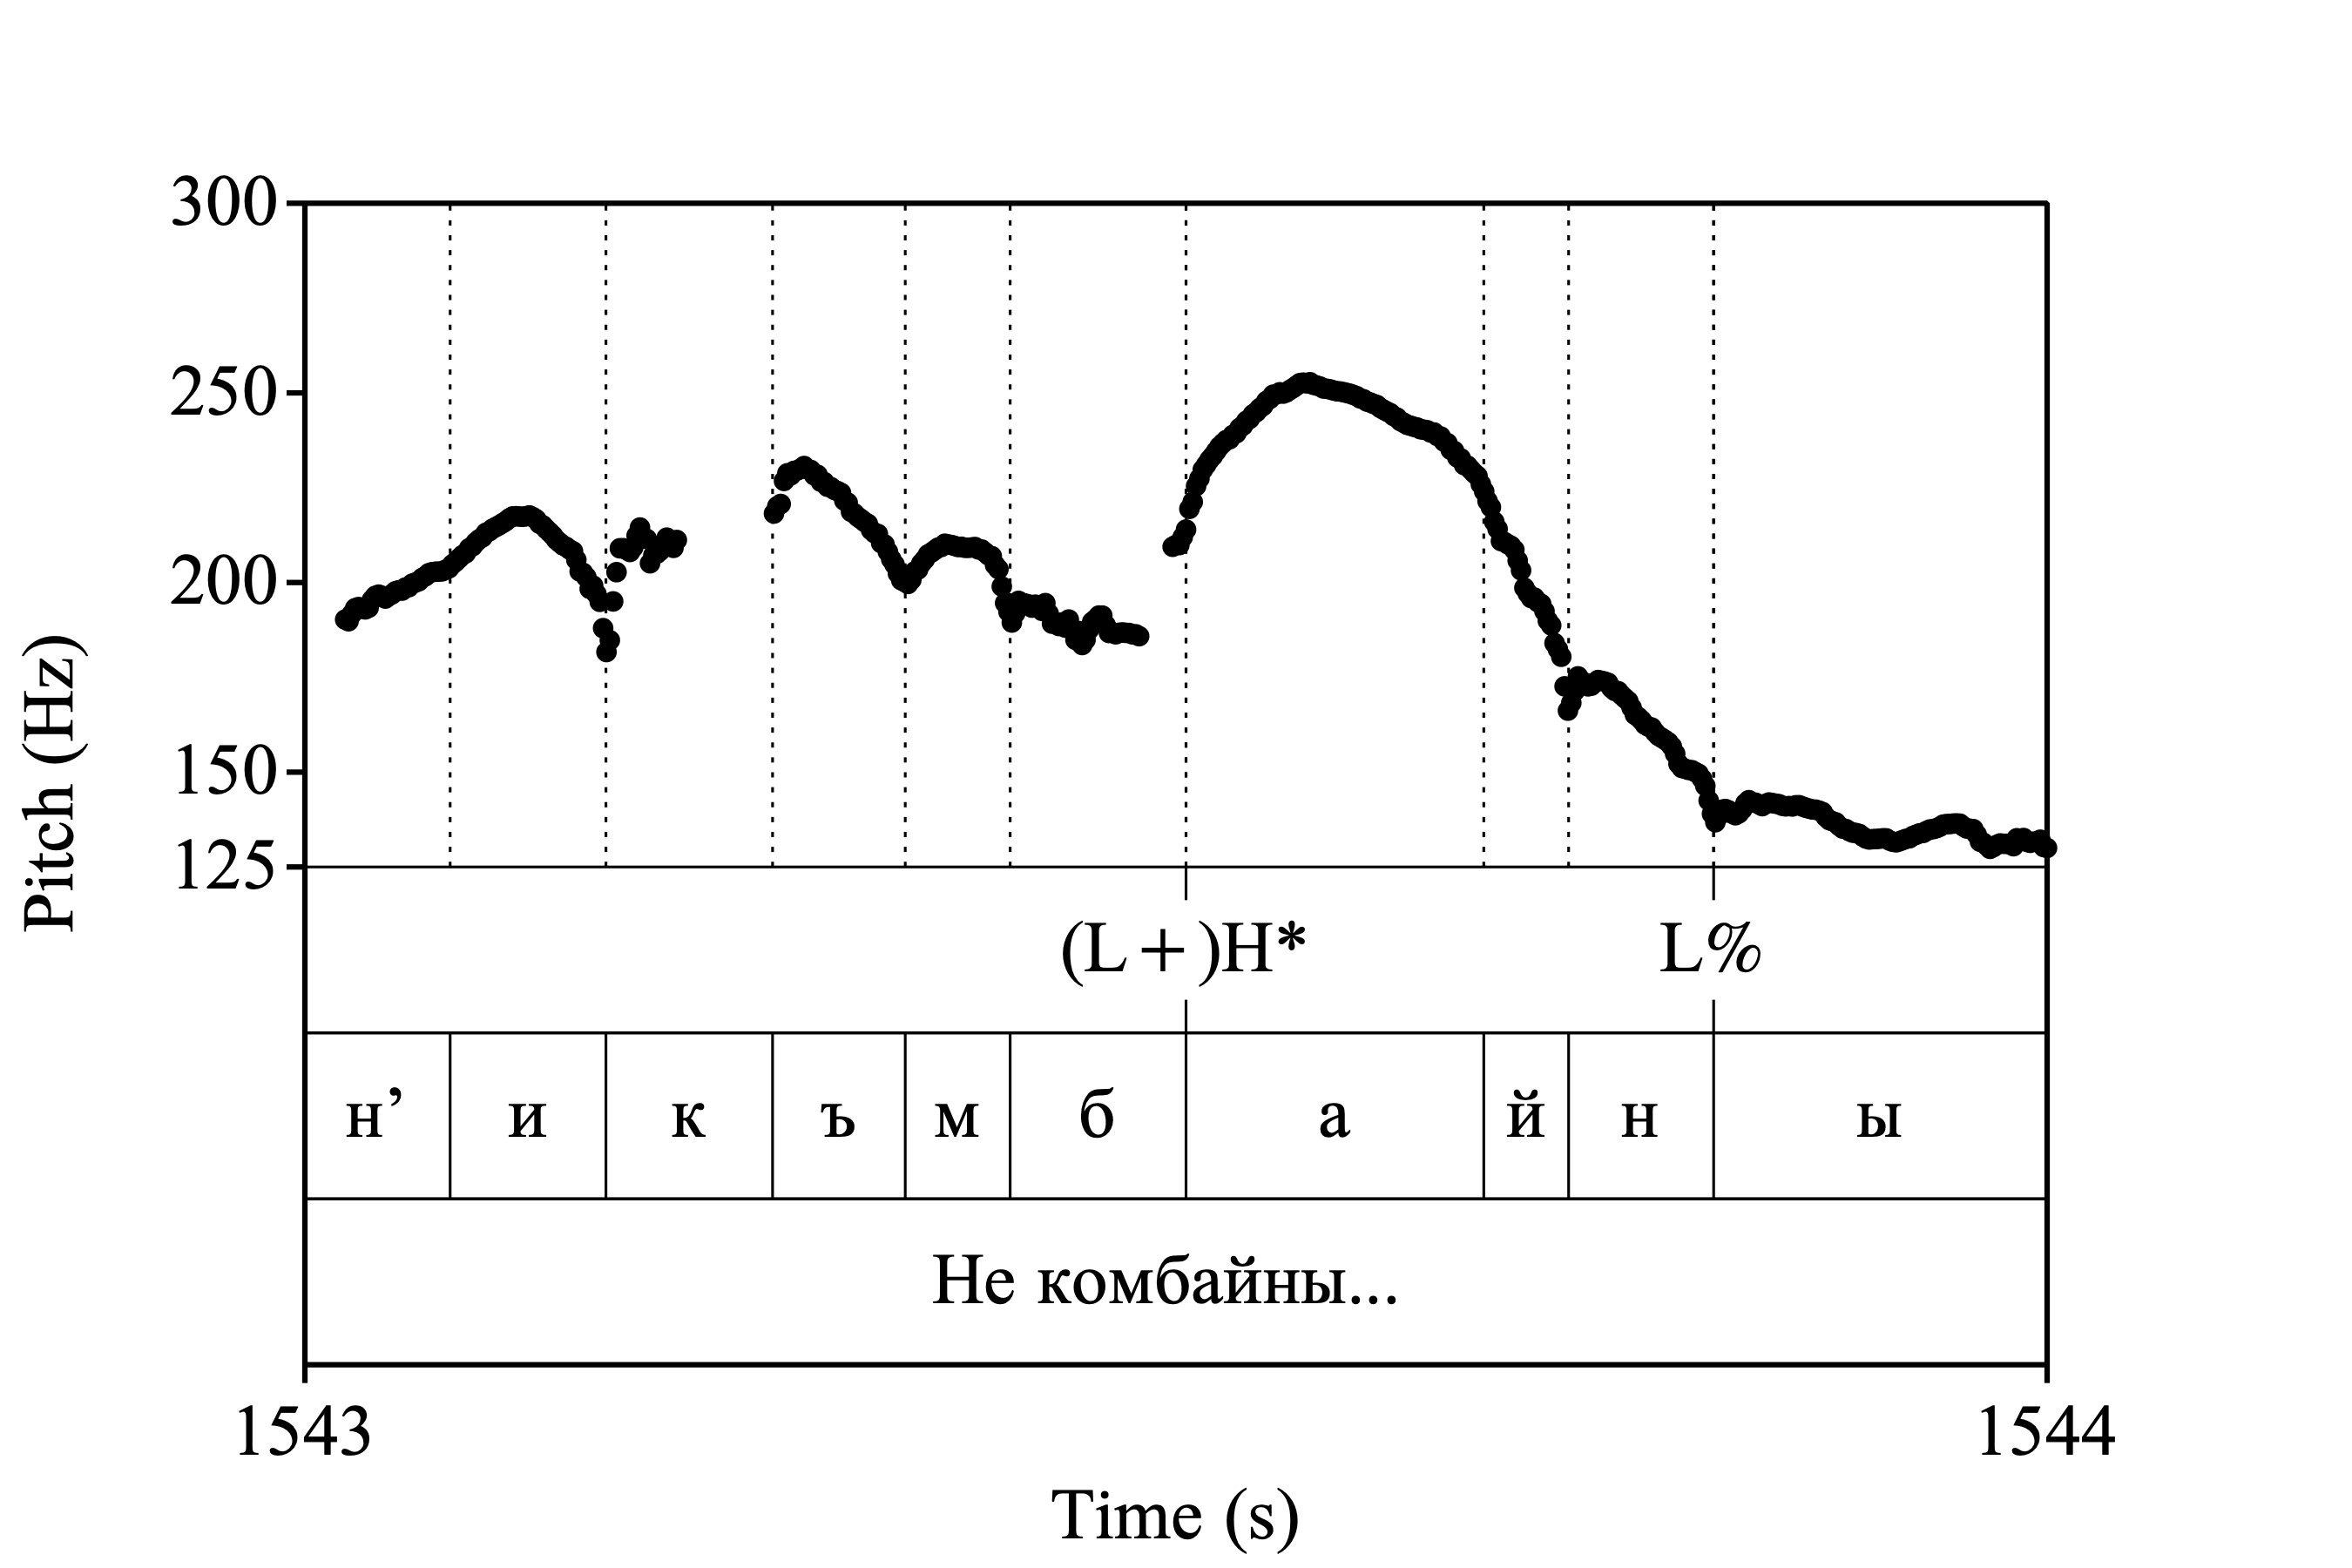 300
250
200
150
125
Pitch (Hz)
(L+)H* L%
н’ и к ъ м б а й н ы
Не комбайны...
1543 1544
Time (s)